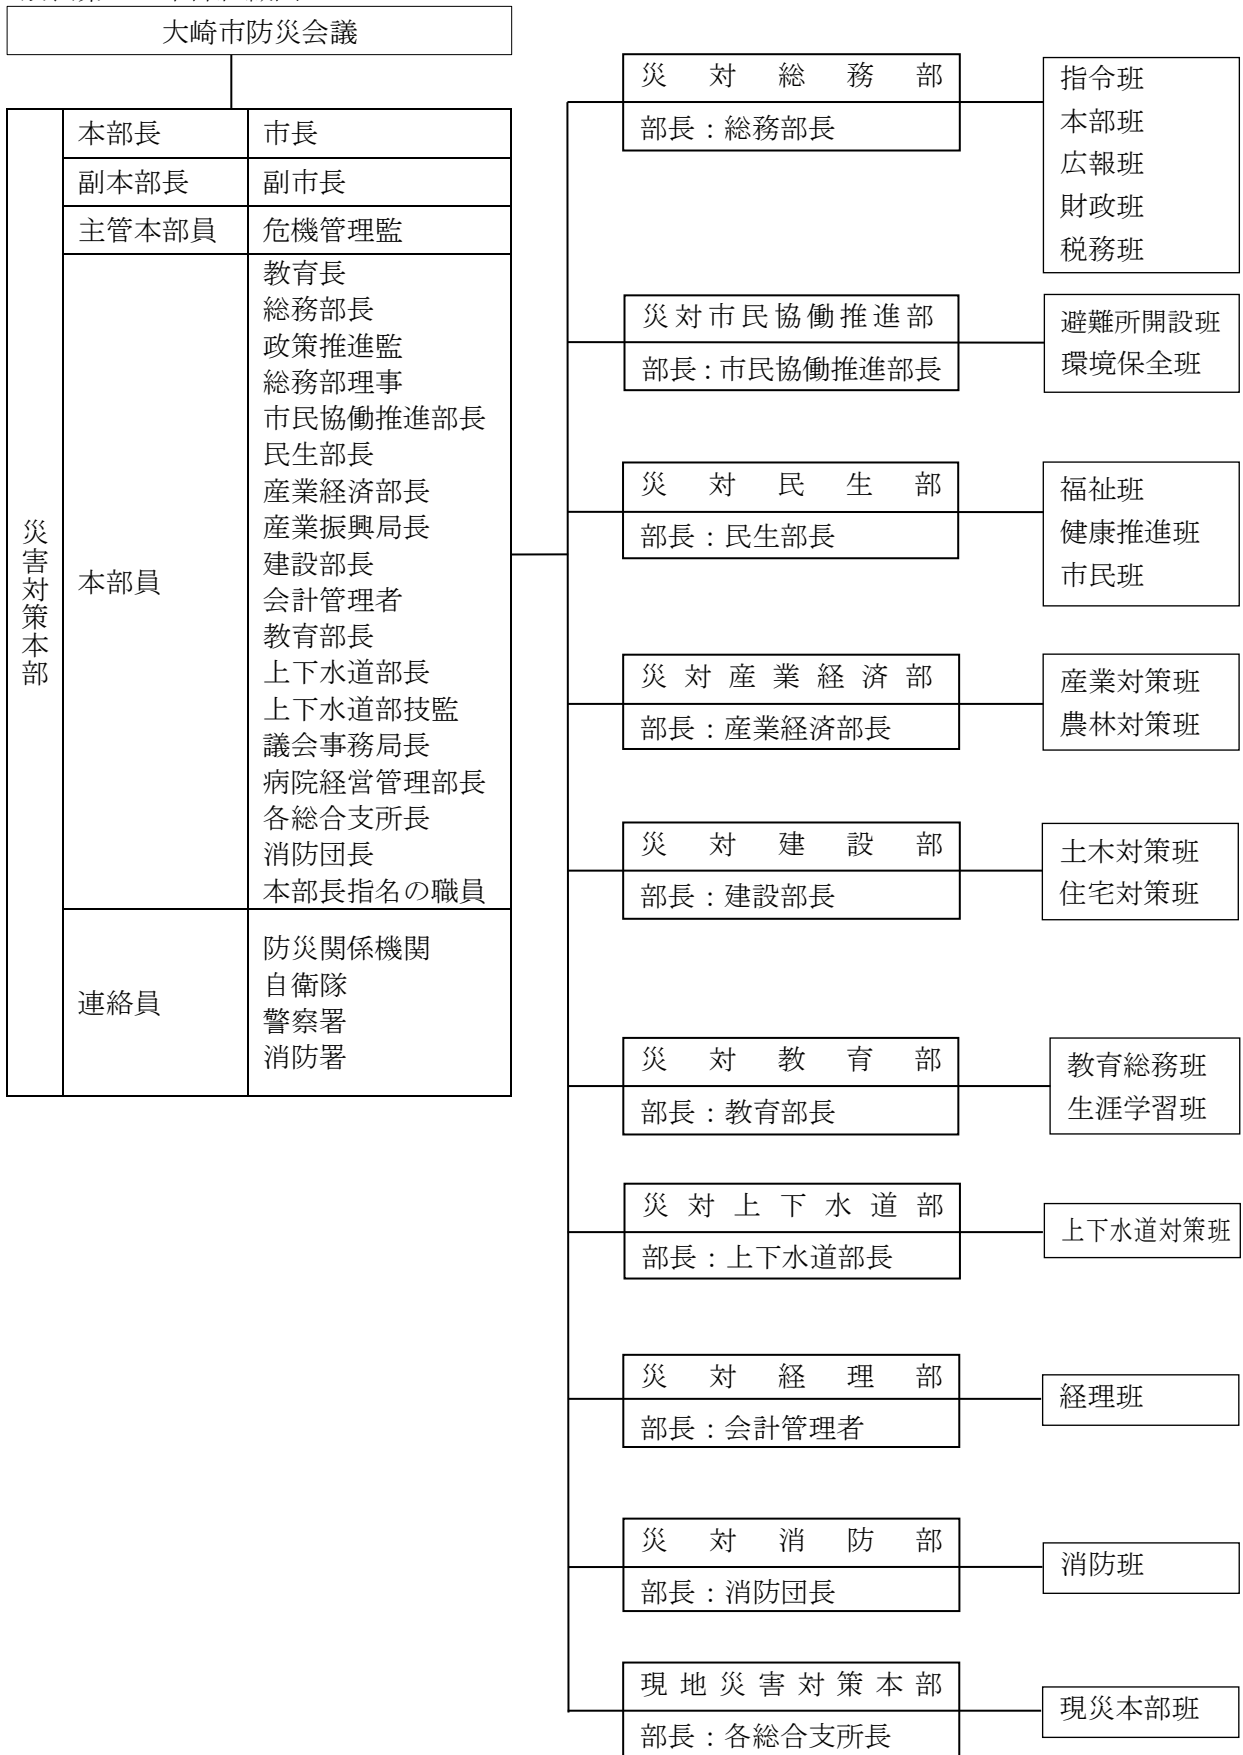 大崎市防災会議
災害対策本部
本部長 市長
副本部長 副市長
主管本部員 危機管理監
本部員
教育長
総務部長
政策推進監
総務部理事
市民協働推進部長
民生部長
産業経済部長
産業振興局長
建設部長
会計管理者
教育部長
上下水道部長
上下水道部技監
議会事務局長
病院経営管理部長
各総合支所長
消防団長
本部長指名の職員
連絡員
防災関係機関
自衛隊
警察署
消防署
災対総務部
部長：総務部長
指令班
本部班
広報班
財政班
税務班
災対市民協働推進部
部長：市民協働推進部長
避難所開設班
環境保全班
災対民生部
部長：民生部長
福祉班
健康推進班
市民班
災対産業経済部
部長：産業経済部長
産業対策班
農林対策班
災対建設部
部長：建設部長
土木対策班
住宅対策班
災対教育部
部長：教育部長
教育総務班
生涯学習班
災対上下水道部
部長：上下水道部長
上下水道対策班
災対経理部
部長：会計管理者
経理班
災対消防部
部長：消防団長
消防班
現地災害対策本部
部長：各総合支所長
現災本部班